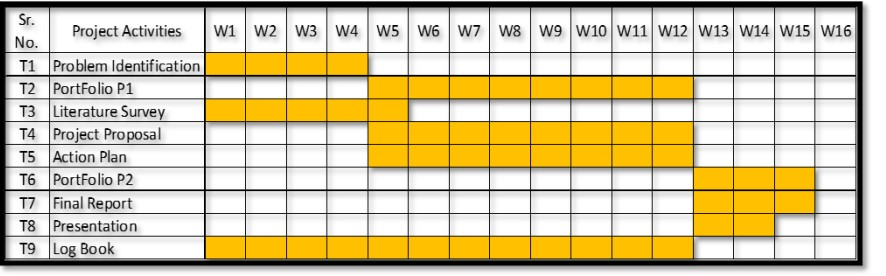 Sr. No. Project Activities W1 W2 W3 W4 W5 W6 W7 W8 W9 W10 W11 W12 W13 W14 W15 W16
T1 Problem Identification
T2 PortFolio P1
T3 Literature Survey
T4 Project Proposal
T5 Action Plan
T6 PortFolio P2
T7 Final Report
T8 Presentation
T9 Log Book